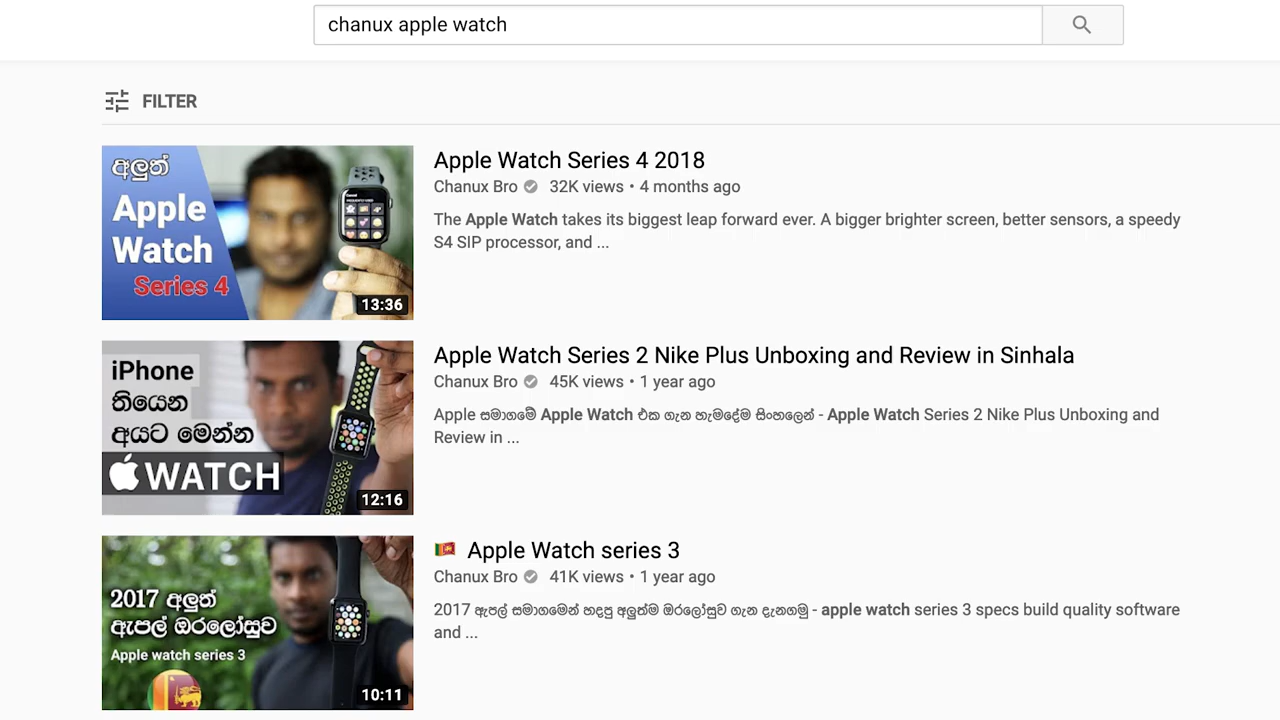 chanux apple watch
FILTER
අලුත්
Apple
Watch
Series 4
13:36
Apple Watch Series 4 2018
Chanux Bro 32K views • 4 months ago
The Apple Watch takes its biggest leap forward ever. A bigger brighter screen, better sensors, a speedy
S4 SIP processor, and ...
iPhone
තියෙන
අයට මෙන්න
WATCH
12:16
Apple Watch Series 2 Nike Plus Unboxing and Review in Sinhala
Chanux Bro 45K views • 1 year ago
Apple සමාගමේ Apple Watch එක ගැන හැමදේම සිංහලෙන් - Apple Watch Series 2 Nike Plus Unboxing and
Review in ...
2017 අලුත්
ඇපල් ඔරලෝසුව
Apple watch series 3
10:11
Apple Watch series 3
Chanux Bro 41K views • 1 year ago
2017 ඇපල් සමාගමෙන් හදපු අලුත්ම ඔරලෝසුව ගැන දැනගමු - apple watch series 3 specs build quality software
and ...